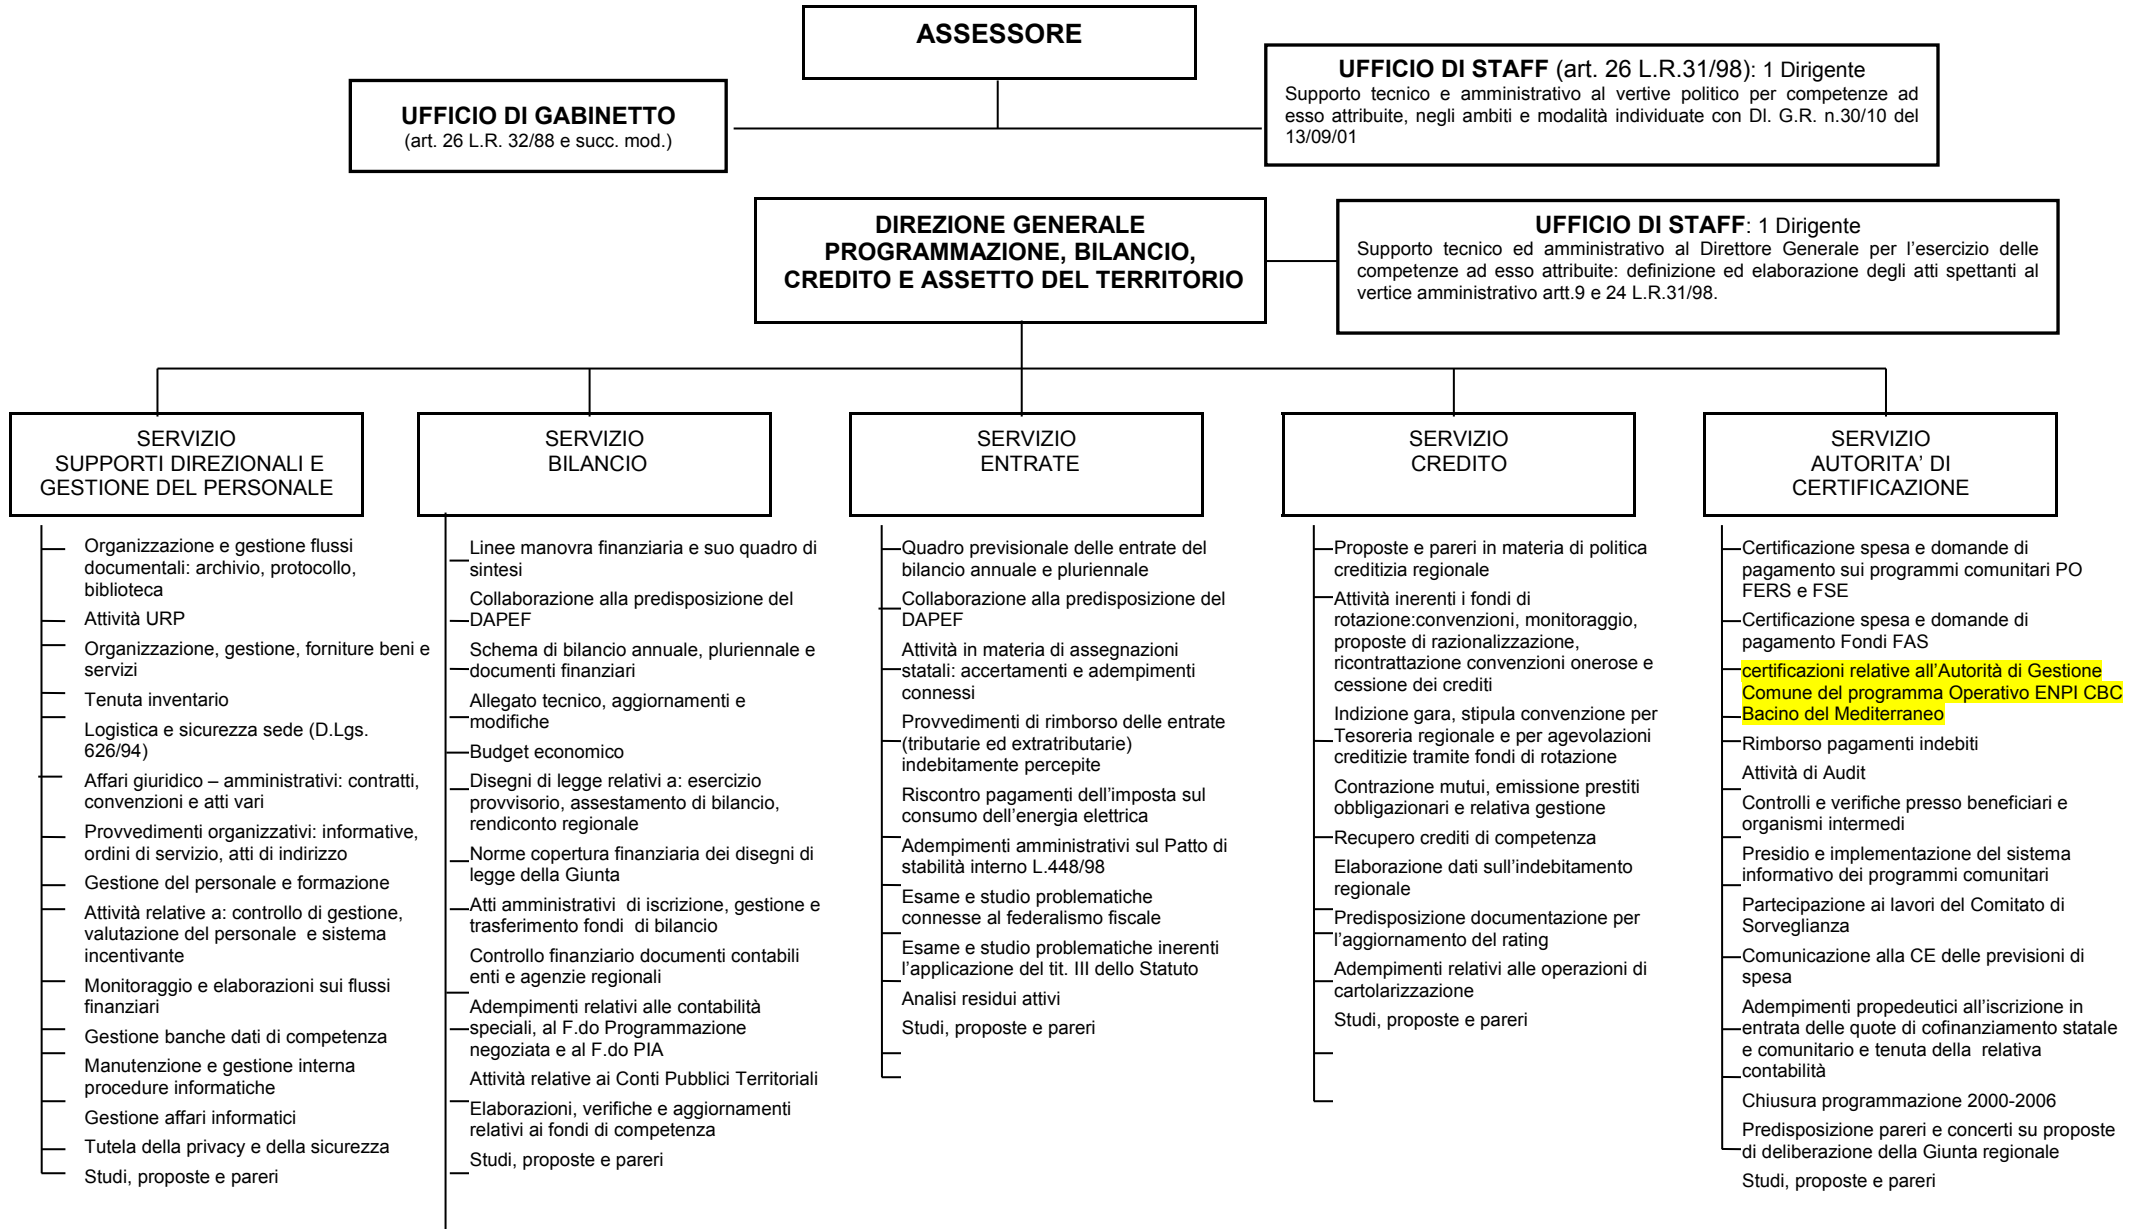 ASSESSORE
UFFICIO DI GABINETTO
(art. 26 L.R. 32/88 e succ. mod.)
UFFICIO DI STAFF (art. 26 L.R.31/98): 1 Dirigente
Supporto tecnico e amministrativo al vertive politico per competenze ad
esso attribuite, negli ambiti e modalità individuate con Dl. G.R. n.30/10 del
13/09/01
DIREZIONE GENERALE
PROGRAMMAZIONE, BILANCIO,
CREDITO E ASSETTO DEL TERRITORIO
UFFICIO DI STAFF: 1 Dirigente
Supporto tecnico ed amministrativo al Direttore Generale per l'esercizio delle
competenze ad esso attribuite: definizione ed elaborazione degli atti spettanti al
vertice amministrativo artt.9 e 24 L.R.31/98.
SERVIZIO
SUPPORTI DIREZIONALI E
GESTIONE DEL PERSONALE
Organizzazione e gestione flussi
documentali: archivio, protocollo,
biblioteca
Attività URP
Organizzazione, gestione, forniture beni e
servizi
Tenuta inventario
Logistica e sicurezza sede (D.Lgs.
626/94)
Affari giuridico – amministrativi: contratti,
convenzioni e atti vari
Provvedimenti organizzativi: informative,
ordini di servizio, atti di indirizzo
Gestione del personale e formazione
Attività relative a: controllo di gestione,
valutazione del personale e sistema
incentivante
Monitoraggio e elaborazioni sui flussi
finanziari
Gestione banche dati di competenza
Manutenzione e gestione interna
procedure informatiche
Gestione affari informatici
Tutela della privacy e della sicurezza
Studi, proposte e pareri
SERVIZIO
BILANCIO
Linee manovra finanziaria e suo quadro di
sintesi
Collaborazione alla predisposizione del
DAPEF
Schema di bilancio annuale, pluriennale e
documenti finanziari
Allegato tecnico, aggiornamenti e
modifiche
Budget economico
Disegni di legge relativi a: esercizio
provvisorio, assestamento di bilancio,
rendiconto regionale
Norme copertura finanziaria dei disegni di
legge della Giunta
Atti amministrativi di iscrizione, gestione e
trasferimento fondi di bilancio
Controllo finanziario documenti contabili
enti e agenzie regionali
Adempimenti relativi alle contabilità
speciali, al F.do Programmazione
negoziata e al F.do PIA
Attività relative ai Conti Pubblici Territoriali
Elaborazioni, verifiche e aggiornamenti
relativi ai fondi di competenza
Studi, proposte e pareri
SERVIZIO
ENTRATE
Quadro previsionale delle entrate del
bilancio annuale e pluriennale
Collaborazione alla predisposizione del
DAPEF
Attività in materia di assegnazioni
statali: accertamenti e adempimenti
connessi
Provvedimenti di rimborso delle entrate
(tributarie ed extratributarie)
indebitamente percepite
Riscontro pagamenti dell'imposta sul
consumo dell'energia elettrica
Adempimenti amministrativi sul Patto di
stabilità interno L.448/98
Esame e studio problematiche
connesse al federalismo fiscale
Esame e studio problematiche inerenti
l'applicazione del tit. III dello Statuto
Analisi residui attivi
Studi, proposte e pareri
SERVIZIO
CREDITO
Proposte e pareri in materia di politica
creditizia regionale
Attività inerenti i fondi di
rotazione:convenzioni, monitoraggio,
proposte di razionalizzazione,
ricontrattazione convenzioni onerose e
cessione dei crediti
Indizione gara, stipula convenzione per
Tesoreria regionale e per agevolazioni
creditizie tramite fondi di rotazione
Contrazione mutui, emissione prestiti
obbligazionari e relativa gestione
Recupero crediti di competenza
Elaborazione dati sull'indebitamento
regionale
Predisposizione documentazione per
l'aggiornamento del rating
Adempimenti relativi alle operazioni di
cartolarizzazione
Studi, proposte e pareri
SERVIZIO
AUTORITA' DI
CERTIFICAZIONE
Certificazione spesa e domande di
pagamento sui programmi comunitari PO
FERS e FSE
Certificazione spesa e domande di
pagamento Fondi FAS
certificazioni relative all'Autorità di Gestione
Comune del programma Operativo ENPI CBC
Bacino del Mediterraneo
Rimborso pagamenti indebiti
Attività di Audit
Controlli e verifiche presso beneficiari e
organismi intermedi
Presidio e implementazione del sistema
informativo dei programmi comunitari
Partecipazione ai lavori del Comitato di
Sorveglianza
Comunicazione alla CE delle previsioni di
spesa
Adempimenti propedeutici all'iscrizione in
entrata delle quote di cofinanziamento statale
e comunitario e tenuta della relativa
contabilità
Chiusura programmazione 2000-2006
Predisposizione pareri e concerti su proposte
di deliberazione della Giunta regionale
Studi, proposte e pareri